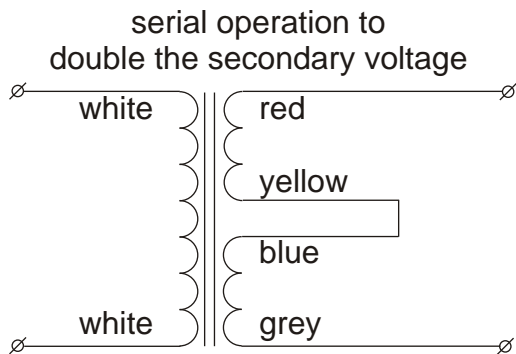 serial operation to
double the secondary voltage
white red
yellow
blue
white grey